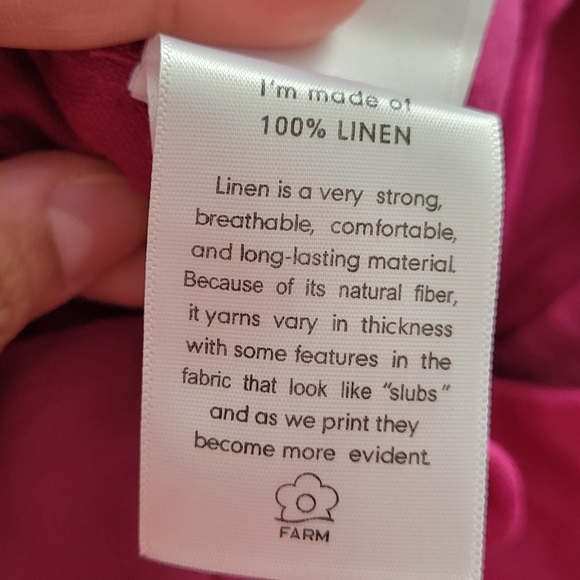 I'm made of
100% LINEN
Linen is a very strong,
breathable, comfortable,
and long-lasting material.
Because of its natural fiber,
it yarns vary in thickness
with some features in the
fabric that look like "slubs"
and as we print they
become more evident.
FARM